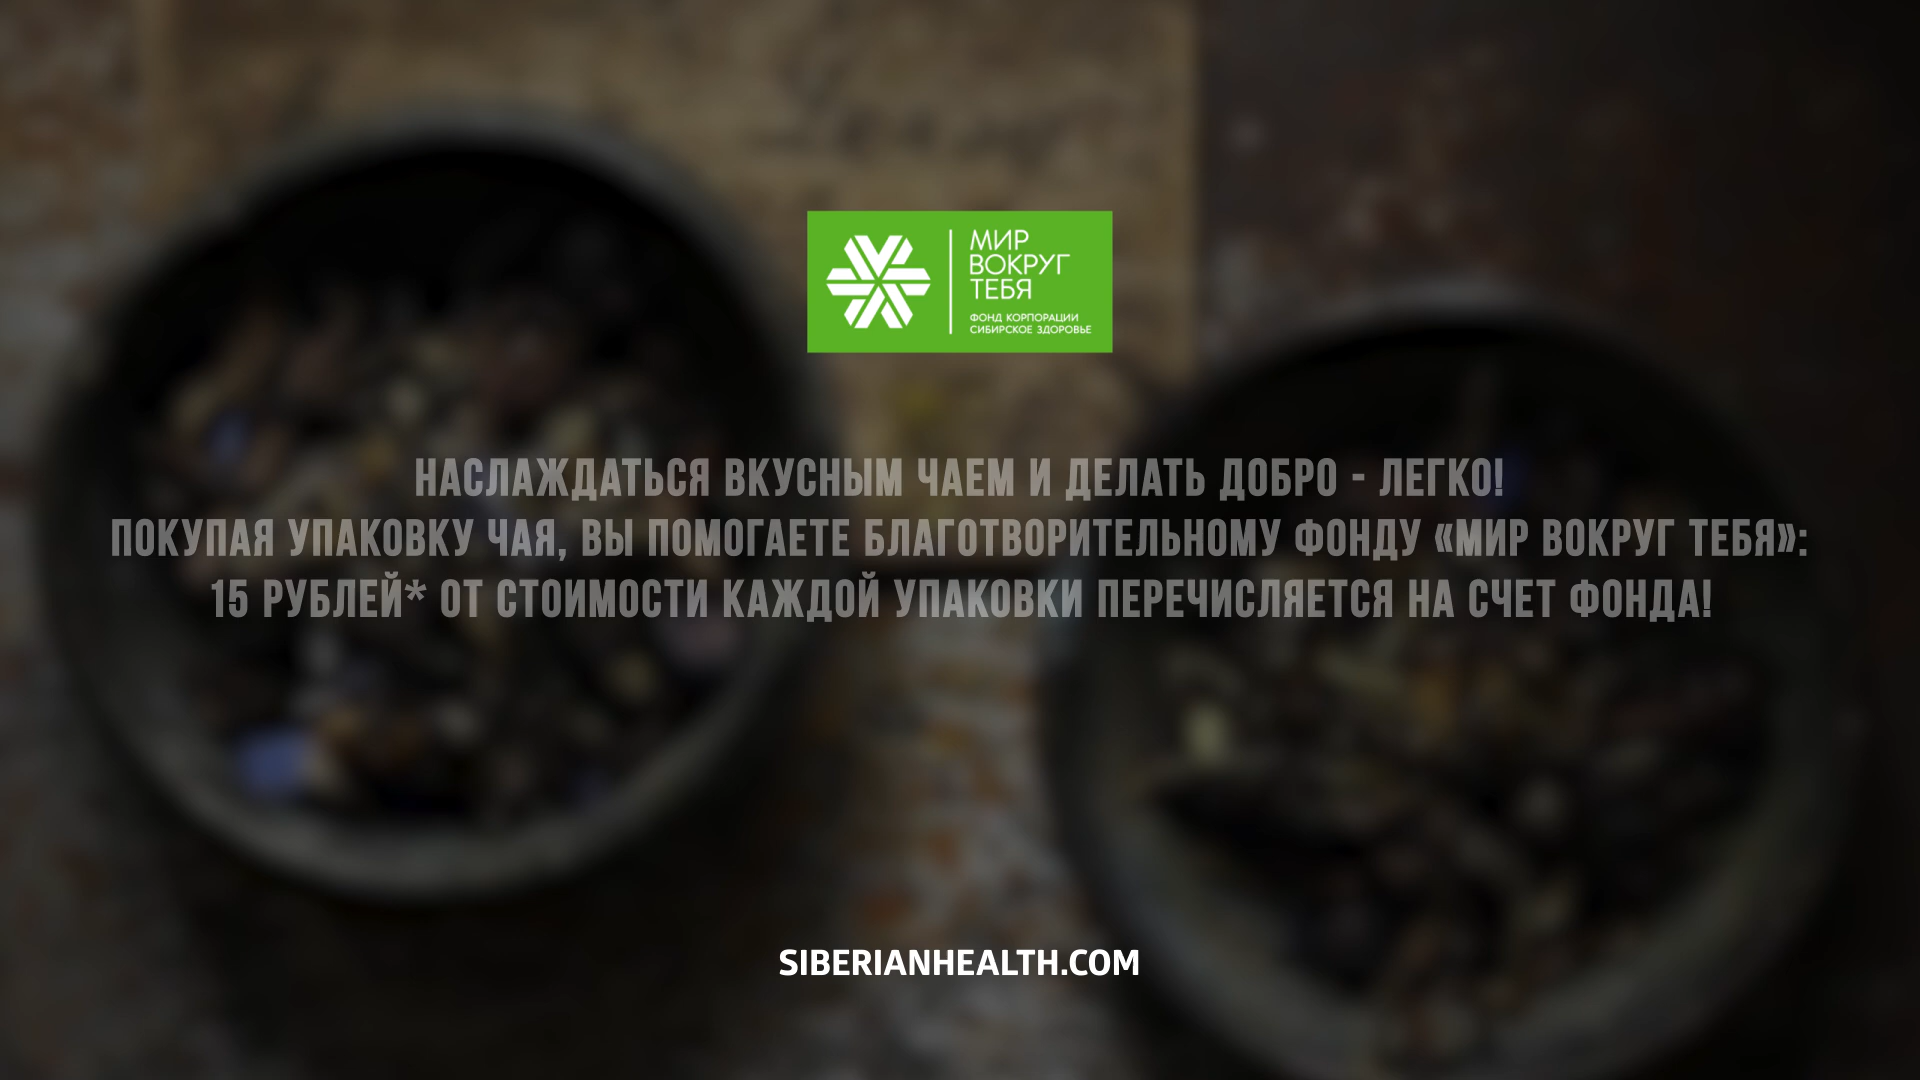 МИР
ВОКРУГ
ТЕБЯ
ФОНД КОРПОРАЦИИ
СИБИРСКОЕ ЗДОРОВЬЕ
НАСЛАЖДАТЬСЯ ВКУСНЫМ ЧАЕМ И ДЕЛАТЬ ДОБРО - ЛЕГКО!
ПОКУПАЯ УПАКОВКУ ЧАЯ, ВЫ ПОМОГАЕТЕ БЛАГОТВОРИТЕЛЬНОМУ ФОНДУ «МИР ВОКРУГ ТЕБЯ»:
15 РУБЛЕЙ* ОТ СТОИМОСТИ КАЖДОЙ УПАКОВКИ ПЕРЕЧИСЛЯЕТСЯ НА СЧЕТ ФОНДА!
SIBERIANHEALTH.COM